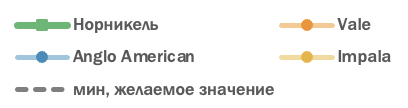 Норникель Vale
Anglo American Impala
мин, желаемое значение